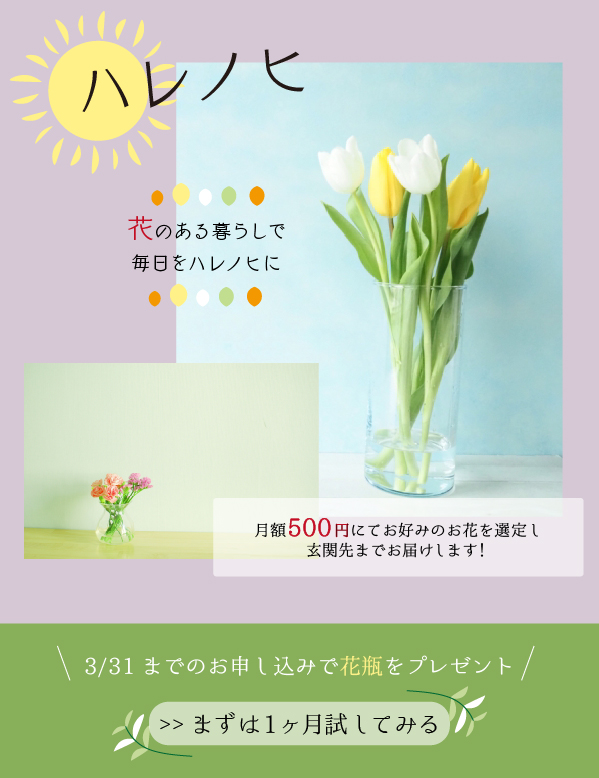 ハレノヒ
花のある暮らしで
毎日をハレノヒに
月額500円にてお好みのお花を選定し
玄関先までお届けします!
3/31 までのお申し込みで花瓶をプレゼント
>> まずは1ヶ月試してみる